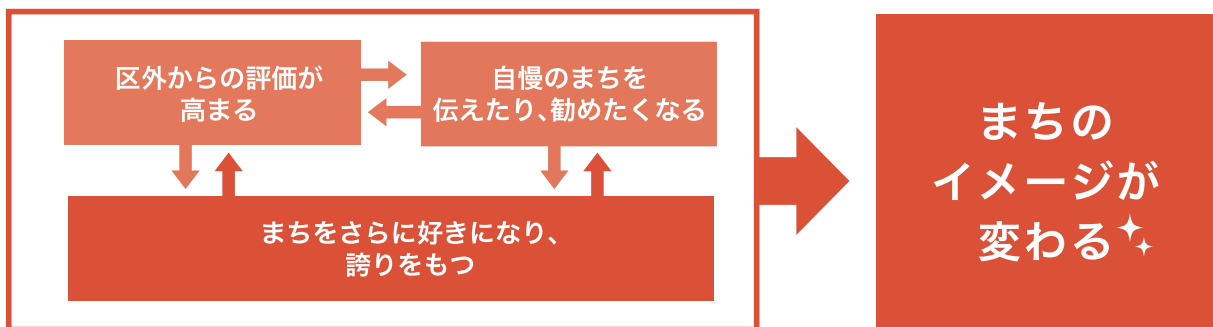 区外からの評価が
高まる
自慢のまちを
伝えたり、勧めたくなる
まちをさらに好きになり、
誇りをもつ
まちの
イメージが
変わる